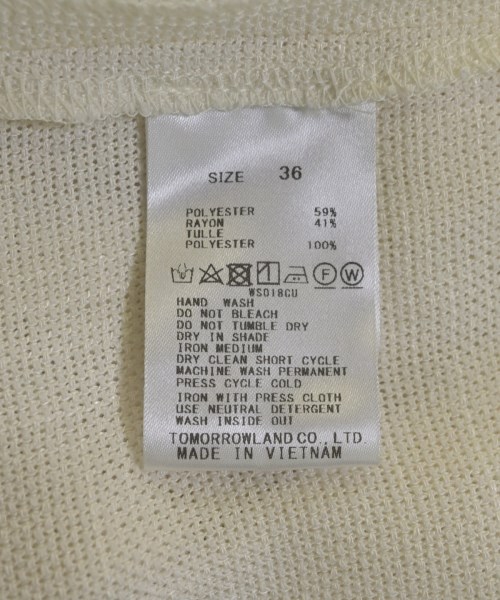 SIZE 36
POLYESTER 59%
RAYON 41%
TULLE
POLYESTER 100%
F W
WS018CU
HAND WASH
DO NOT BLEACH
DO NOT TUMBLE DRY
DRY IN SHADE
IRON MEDIUM
DRY CLEAN SHORT CYCLE
MACHINE WASH PERMANENT
PRESS CYCLE COLD
IRON WITH PRESS CLOTH
USE NEUTRAL DETERGENT
WASH INSIDE OUT
TOMORROWLAND CO., LTD.
MADE IN VIETNAM